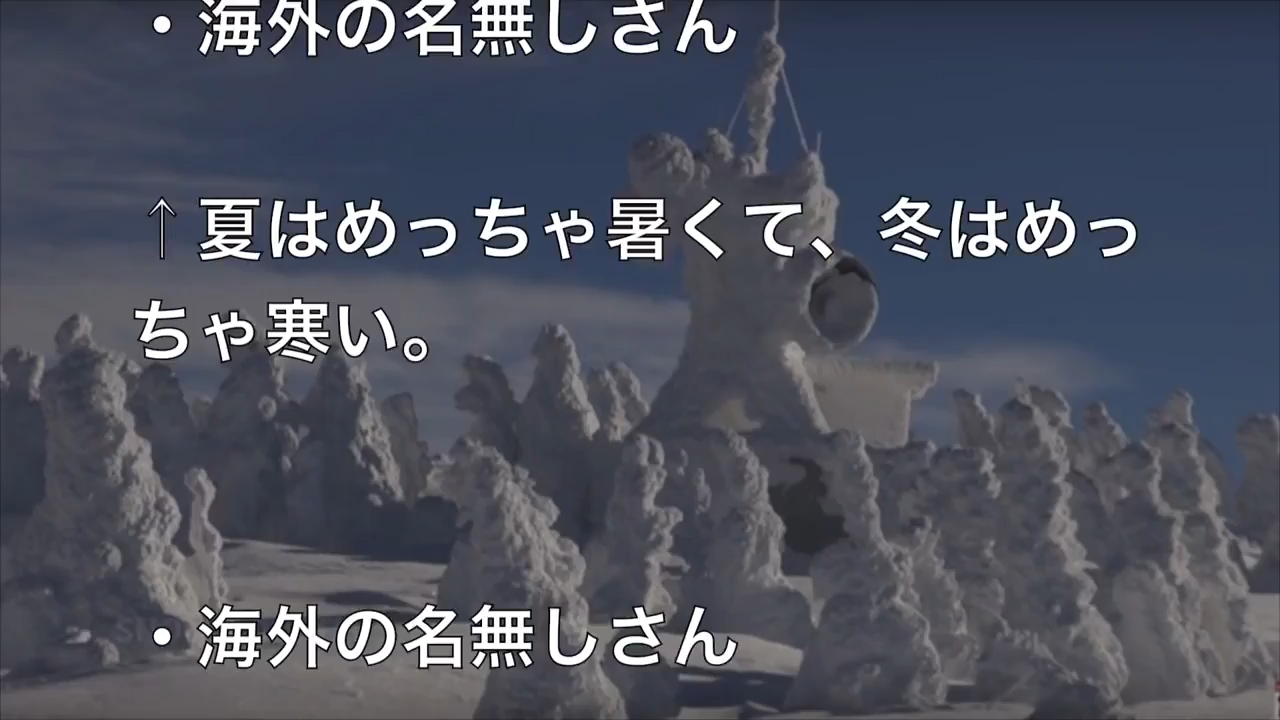 ・海外の名無しさん
↑夏はめっちゃ暑くて、冬はめっ
ちゃ寒い。
・海外の名無しさん